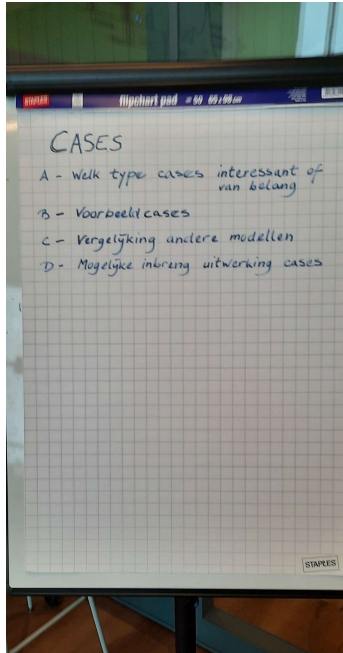 STAPLES
flipchart pad
CASES
A - Welk type cases interessant of
van belang
B - Voorbeeldcases
C - Vergelijking andere modellen
D - Mogelijke inbreng uitwerking cases
STAPLES